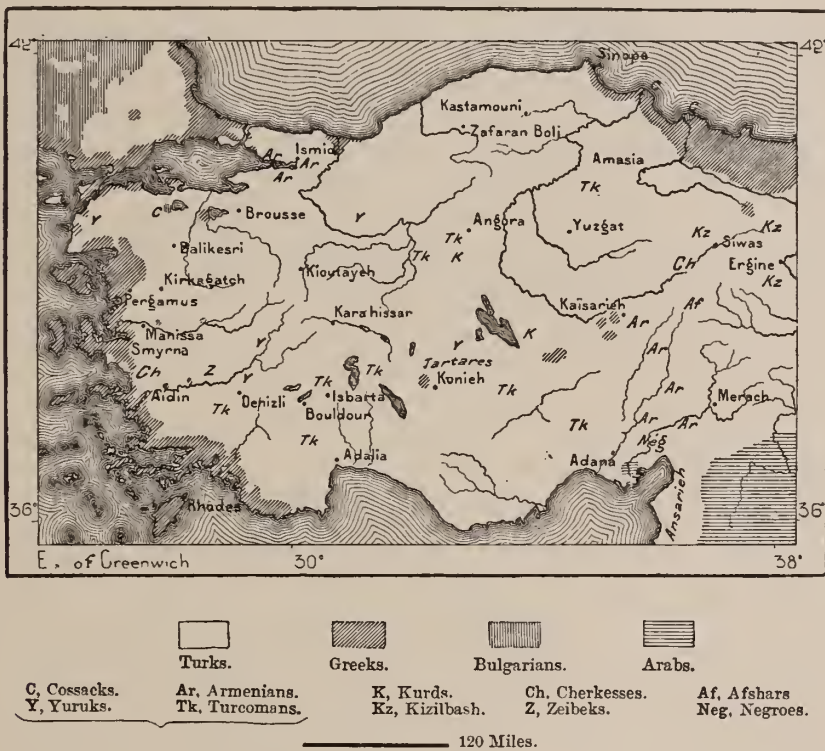 42° 42°
Sinope
C C
Kastamouni
Zafaran Boli
Ismid
Ar Ar
Ar
Amasia
Tk
Y Tk Angora Yuzgat Kz Kz
C Brousse Siwas
Y Tk K Ch
Balikesri Ergine
Kioutayeh Kz
Kirkagatch
Pergamus Kaïsarieh Af
Karahissar Ar
Manissa K
Smyrna Y Y Ar
Z Tk Tartares
Ch Y Tk Konieh Ar
Aidin Denizli Isbarta Tk Merach
Tk Bouldour Ar Ar
Tk Tk Neg
Adalia Adana
Ansarieh
Rhodes
36° 36°
E. of Greenwich 30° 38°
Turks. Greeks. Bulgarians. Arabs.
C, Cossacks. Ar, Armenians. K, Kurds. Ch, Cherkesses. Af, Afshars
Y, Yuruks. Tk, Turcomans. Kz, Kizilbash. Z, Zeibeks. Neg, Negroes.
120 Miles.